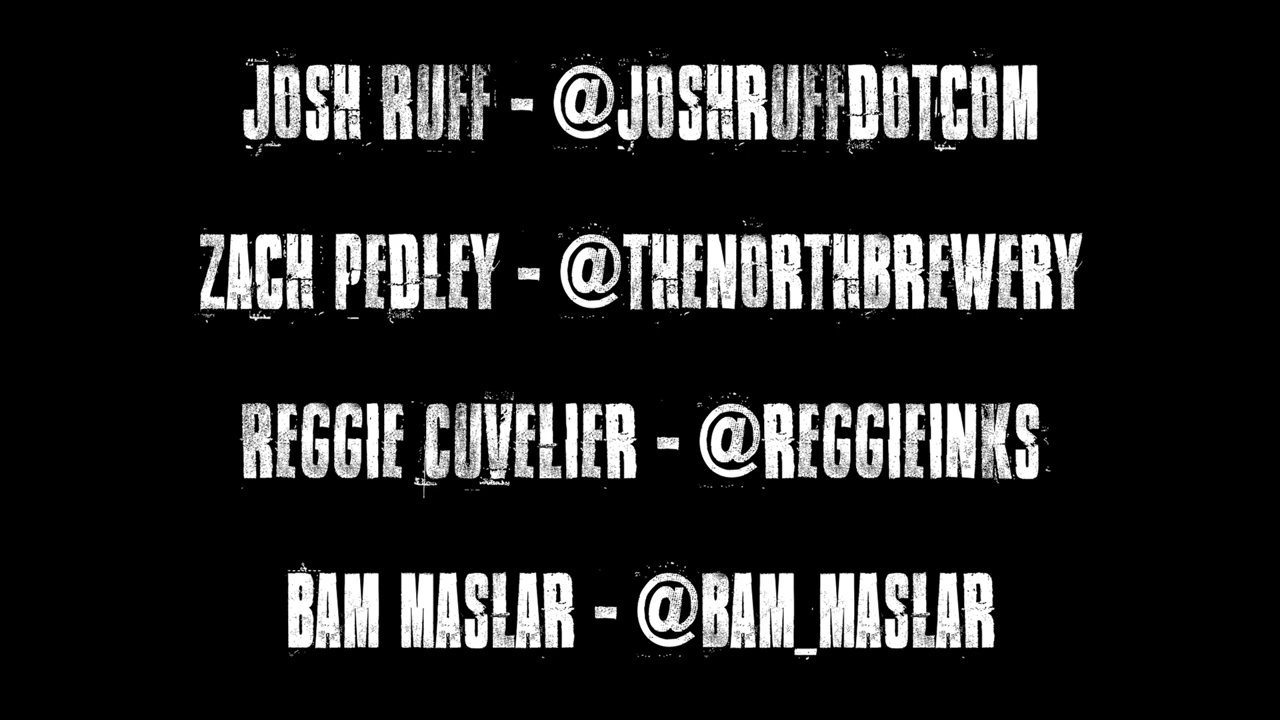 JOSH RUFF - @JOSHRUFFDOTCOM
ZACH PEDLEY - @THENORTHBREWERY
REGGIE CUVELIER - @REGGIEINKS
BAM MASLAR - @BAM_MASLAR